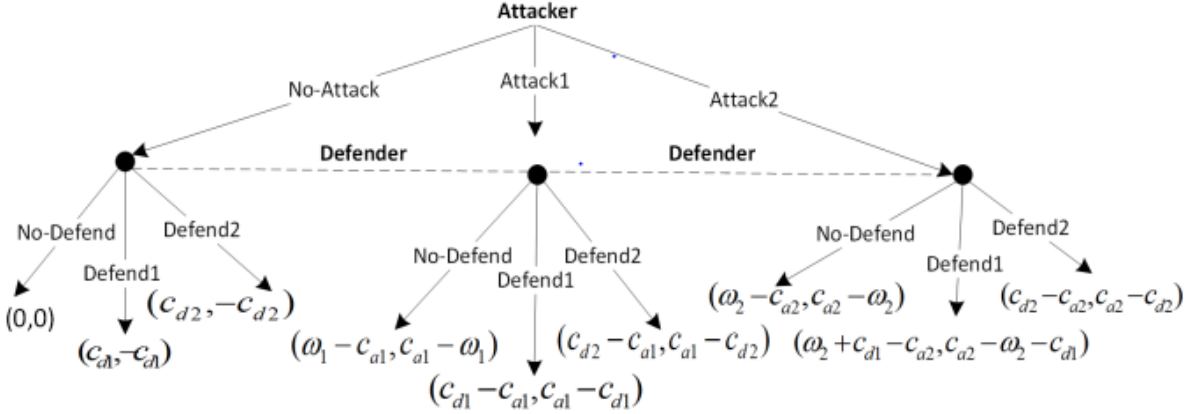 Attacker
No-Attack
Attack1
Attack2
Defender
Defender
No-Defend
Defend1
Defend2
No-Defend
Defend1
Defend2
No-Defend
Defend1
Defend2
(0,0)
(c_{d1},-c_{d1})
(c_{d2},-c_{d2})
(ω_1-c_{a1},c_{a1}-ω_1)
(c_{d1}-c_{a1},c_{a1}-c_{d1})
(c_{d2}-c_{a1},c_{a1}-c_{d2})
(ω_2-c_{a2},c_{a2}-ω_2)
(ω_2+c_{d1}-c_{a2},c_{a2}-ω_2-c_{d1})
(c_{d2}-c_{a2},c_{a2}-c_{d2})